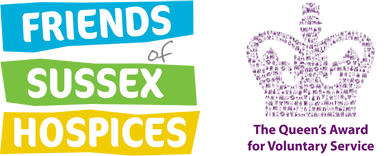 FRIENDS
of
SUSSEX
HOSPICES
The Queen's Award
for Voluntary Service